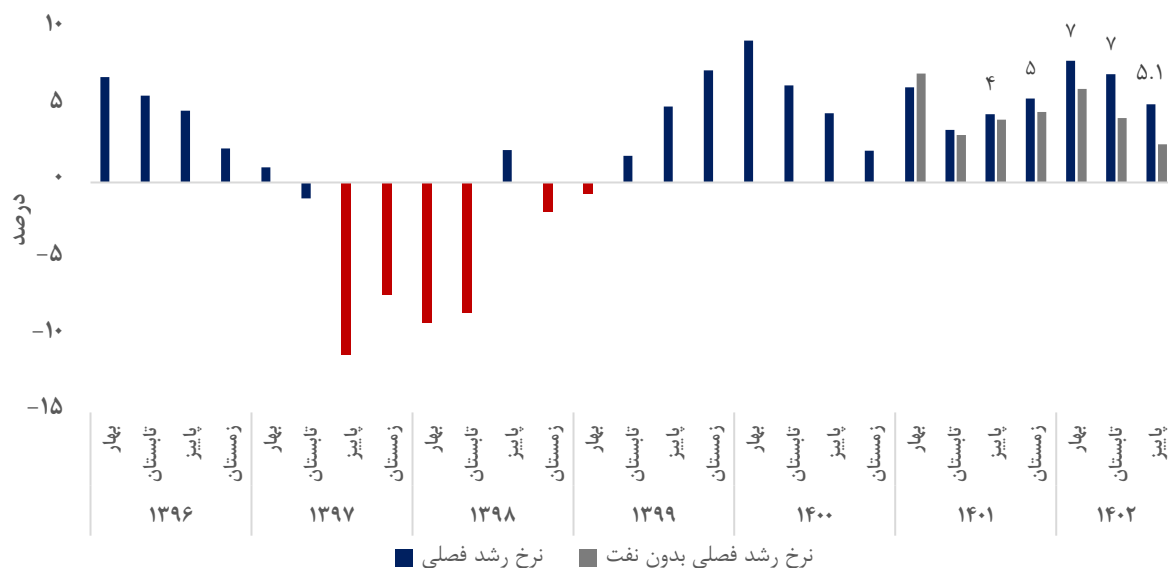 ۱۰
۵
۰
−۵
−۱۰
−۱۵
درصد
۴
۵
۷
۷
۵.۱
بهار تابستان پاییز زمستان بهار تابستان پاییز زمستان بهار تابستان پاییز زمستان بهار تابستان پاییز زمستان بهار تابستان پاییز زمستان بهار تابستان پاییز زمستان بهار تابستان پاییز
۱۳۹۶ ۱۳۹۷ ۱۳۹۸ ۱۳۹۹ ۱۴۰۰ ۱۴۰۱ ۱۴۰۲
نرخ رشد فصلی نرخ رشد فصلی بدون نفت